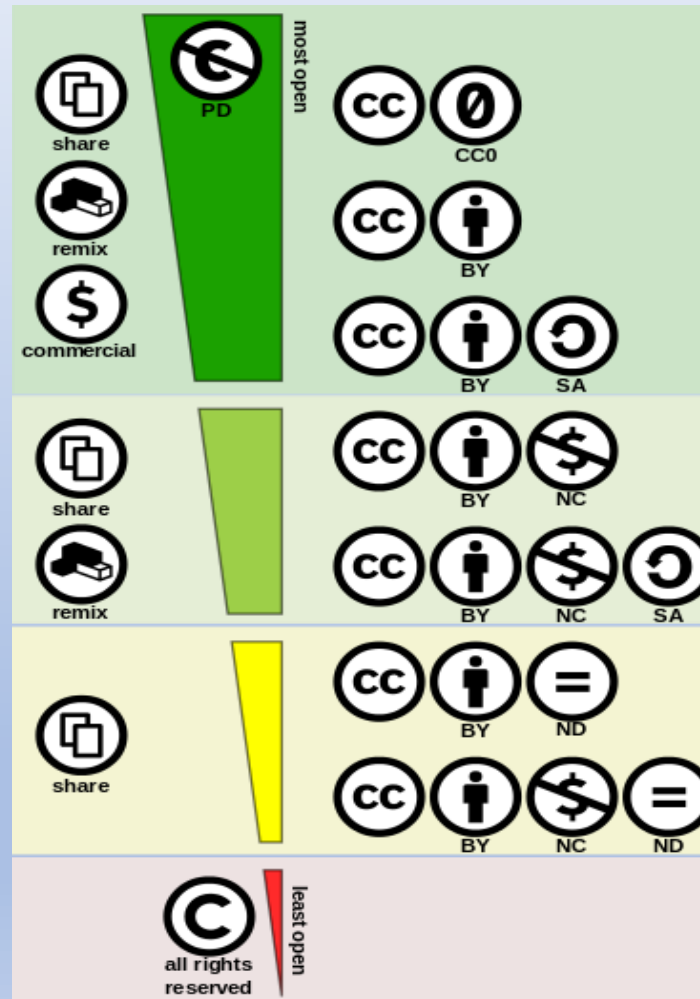 most open
PD
share
remix
$
commercial
CC
CC0
CC
BY
CC
BY SA
share
remix
CC $
BY NC
CC $
BY NC SA
share
CC =
BY ND
CC $ =
BY NC ND
C
all rights
reserved
least open